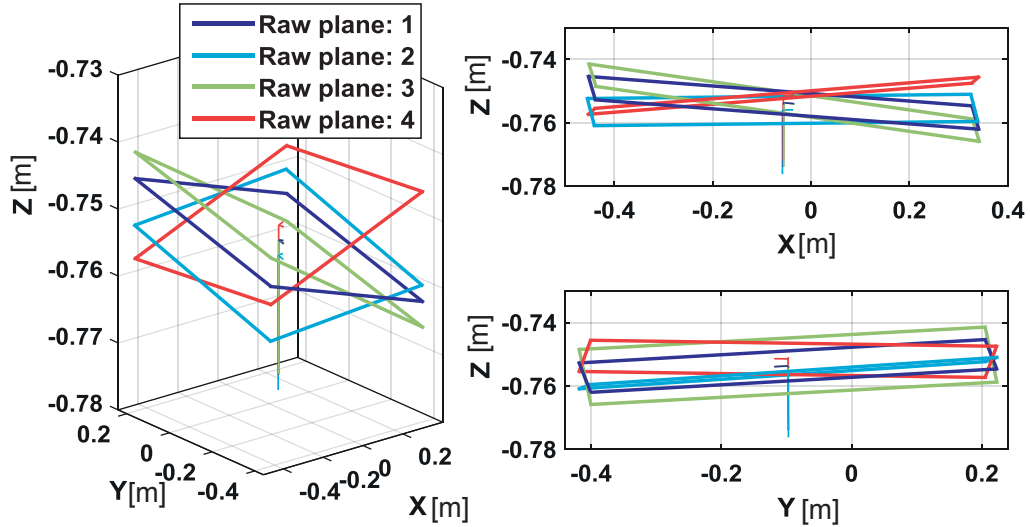 Raw plane: 1
Raw plane: 2
Raw plane: 3
Raw plane: 4
-0.73
-0.74
-0.75
-0.76
-0.77
-0.78
Z [m]
0.2
0
-0.2
-0.4
Y[m]
-0.4
-0.2
0
0.2
X [m]
-0.74
-0.76
-0.78
Z [m]
-0.4
-0.2
0
0.2
0.4
X [m]
-0.74
-0.76
-0.78
Z [m]
-0.4
-0.2
0
0.2
Y [m]